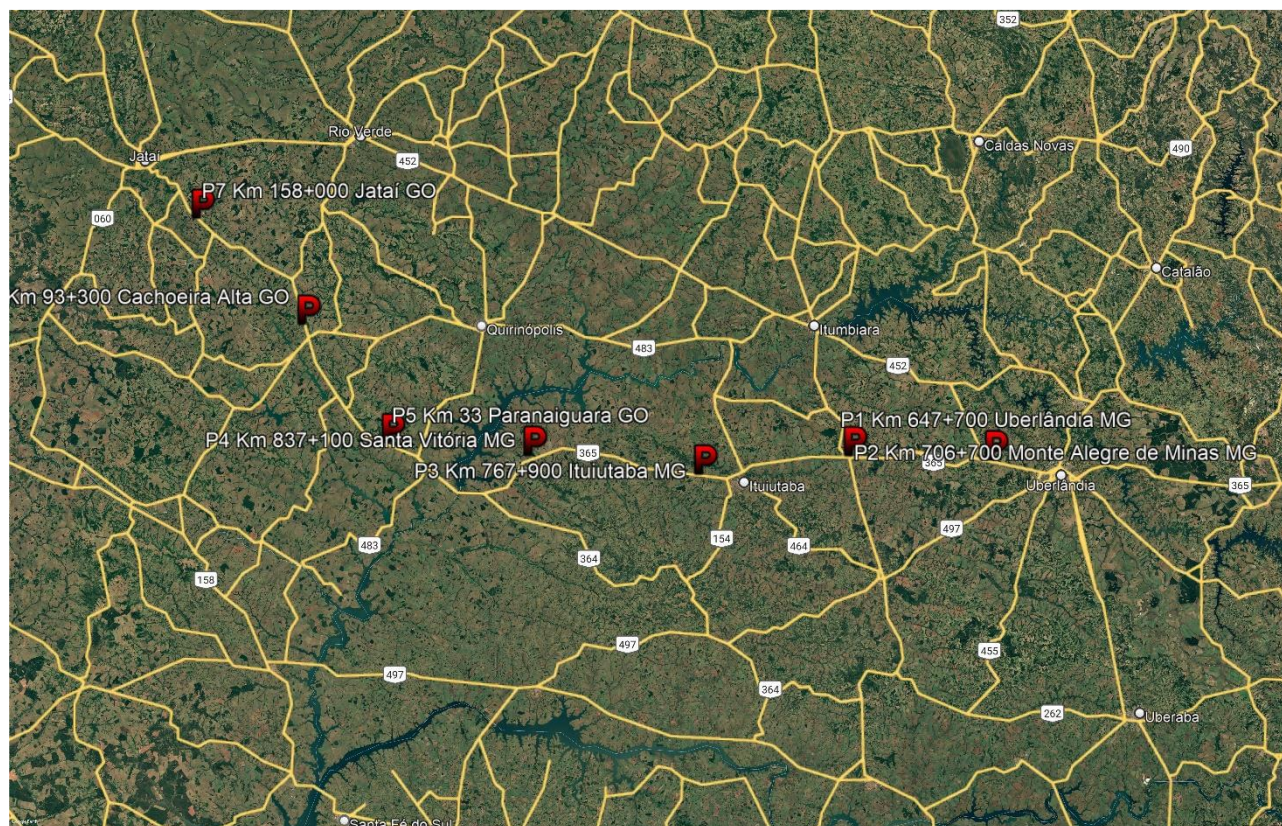 352
Rio Verde
452
Caldas Novas
490
Jataí
P7 Km 158+000 Jataí GO
060
Catalão
Km 93+300 Cachoeira Alta GO
Quirinópolis
Itumbiara
483
452
P5 Km 33 Paranaiguara GO
P1 Km 647+700 Uberlândia MG
P4 Km 837+100 Santa Vitória MG
365
P2 Km 706+700 Monte Alegre de Minas MG
365
P3 Km 767+900 Ituiutaba MG
Ituiutaba
Uberlândia
365
497
483
154
464
364
158
497
455
497
364
262
Uberaba
Santa Fé do Sul